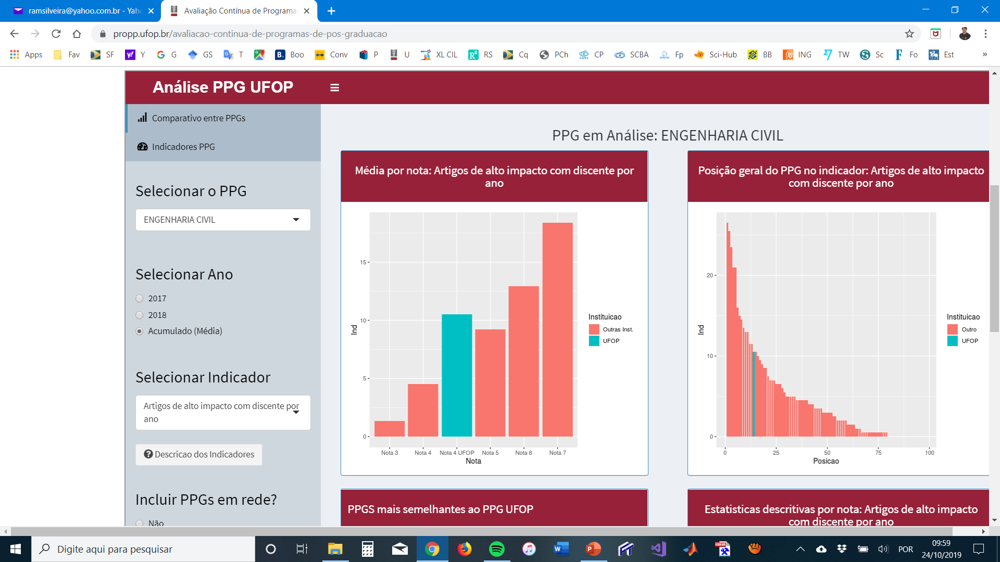 ramsilveira@yahoo.com.br - Yah
Avaliação Contínua de Programa
propp.ufop.br/avaliacao-continua-de-programas-de-pos-graduacao
Apps Fav SF Y G GS T Boo Conv P U XL CIL RS Cq PCh CP SCBA Fp Sci-Hub BB ING TW Sc Fo Est »
Análise PPG UFOP
Comparativo entre PPGs
Indicadores PPG
Selecionar o PPG
ENGENHARIA CIVIL
Selecionar Ano
2017
2018
Acumulado (Média)
Selecionar Indicador
Artigos de alto impacto com discente por
ano
Descricao dos Indicadores
Incluir PPGs em rede?
Não
PPG em Análise: ENGENHARIA CIVIL
Média por nota: Artigos de alto impacto com discente por
ano
Ind
15
10
5
0
Nota 3 Nota 4 Nota 4 UFOP Nota 5 Nota 6 Nota 7
Nota
Instituicao
Outras Inst.
UFOP
Posição geral do PPG no indicador: Artigos de alto impacto
com discente por ano
Ind
20
10
0
0 25 50 75 100
Posicao
Instituicao
Outro
UFOP
PPGS mais semelhantes ao PPG UFOP
Estatisticas descritivas por nota: Artigos de alto impacto
com discente por ano
Digite aqui para pesquisar
POR
09:59
24/10/2019